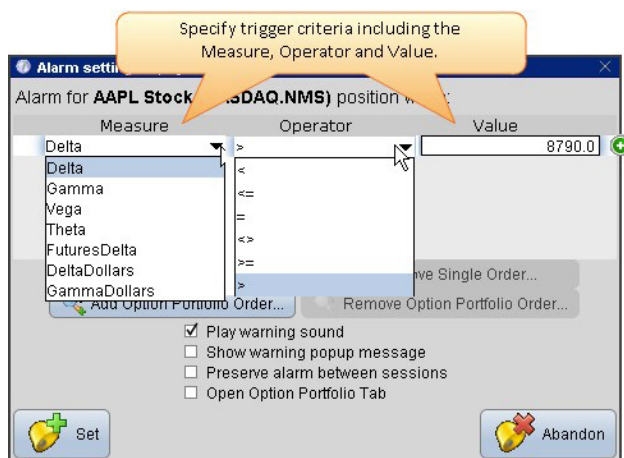 Specify trigger criteria including the
Measure, Operator and Value.
Alarm setting
Alarm for AAPL Stock SDAQ.NMS) position w
Measure Operator Value
Delta > 8790.0
Delta
Gamma
Vega
Theta
FuturesDelta
DeltaDollars
GammaDollars
<
<=
=
<>
>=
>
ve Single Order...
Add Option Portfolio Order... Remove Option Portfolio Order...
Play warning sound
Show warning popup message
Preserve alarm between sessions
Open Option Portfolio Tab
Set Abandon